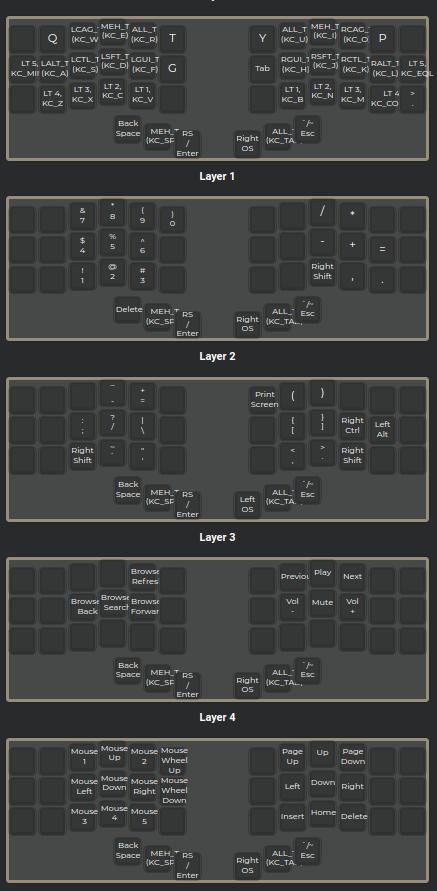 Q LCAG_T (KC_W MEH_T (KC_E) ALL_T (KC_R) T Y ALL_T (KC_U) MEH_T (KC_I) RCAG_ (KC_O P
LT 5, KC_MI LALT_T LCTL_T (KC_S) LSFT_T (KC_D) LGUI_T (KC_F) G Tab RGUI_T (KC_H) RSFT_T (KC_J) RCTL_T (KC_K) RALT_T (KC_L) LT 5, KC_EQL
LT 4, KC_Z LT 3, KC_X LT 2, KC_C LT 1, KC_V LT 1, KC_B LT 2, KC_N LT 3, KC_M LT 4 KC_CO > .
Back Space MEH_T (KC_SP RS / Enter Right OS ALL_T (KC_TA ` /~ Esc
Layer 1
& 7 * 8 ( 9 ) 0 / *
$ 4 % 5 ^ 6 - + =
! 1 @ 2 # 3 Right Shift , .
Delete MEH_T (KC_SP RS / Enter Right OS ALL_T (KC_TA ` /~ Esc
Layer 2
_ - + = Print Screen ( )
: ; ? / | \ { [ } ] Right Ctrl Left Alt
Right Shift ~ ` " ' < , > . Right Shift
Back Space MEH_T (KC_SP RS / Enter Left OS ALL_T (KC_TA ` /~ Esc
Layer 3
Browse Refres Previou Play Next
Browse Back Browse Search Browse Forwar Vol - Mute Vol +
Back Space MEH_T (KC_SP RS / Enter Right OS ALL_T (KC_TA ` /~ Esc
Layer 4
Mouse 1 Mouse Up Mouse 2 Mouse Wheel Up Page Up Up Page Down
Mouse Left Mouse Down Mouse Right Mouse Wheel Down Left Down Right
Mouse 3 Mouse 4 Mouse 5 Insert Home Delete
Back Space MEH_T (KC_SP RS / Enter Right OS ALL_T (KC_TA ` /~ Esc